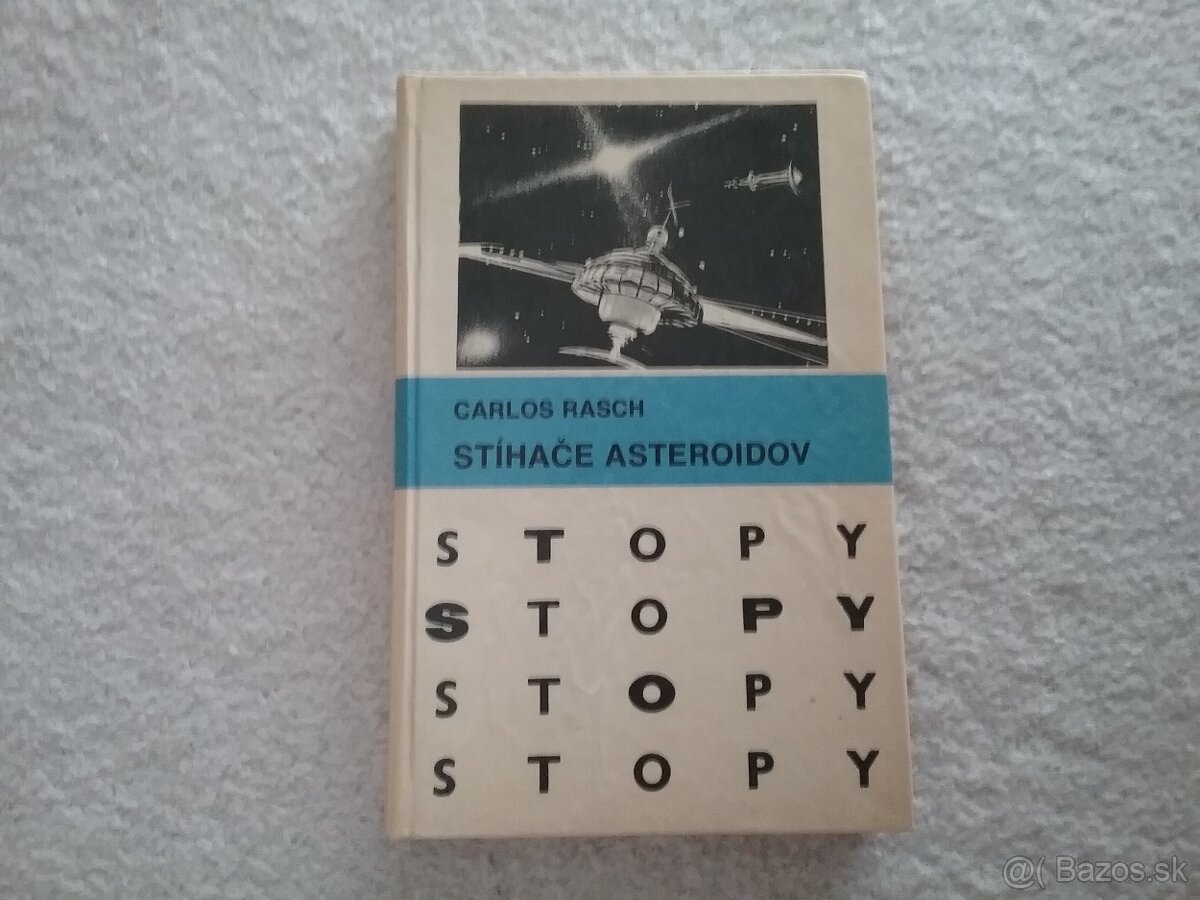 CARLOS RASCH
STÍHAČE ASTEROIDOV
S T O P Y
S T O P Y
S T O P Y
S T O P Y
@( Bazos.sk